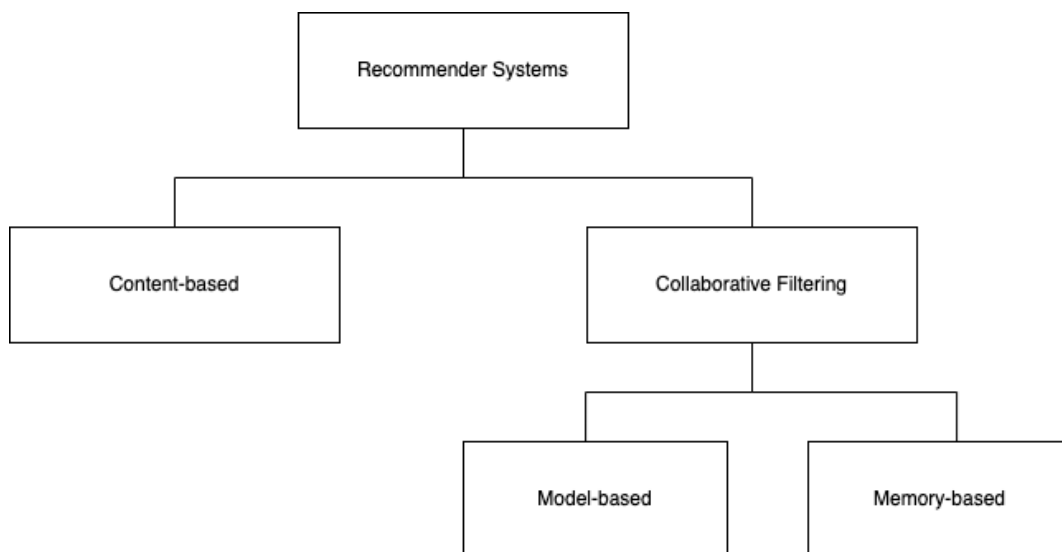 Recommender Systems
Content-based
Collaborative Filtering
Model-based
Memory-based